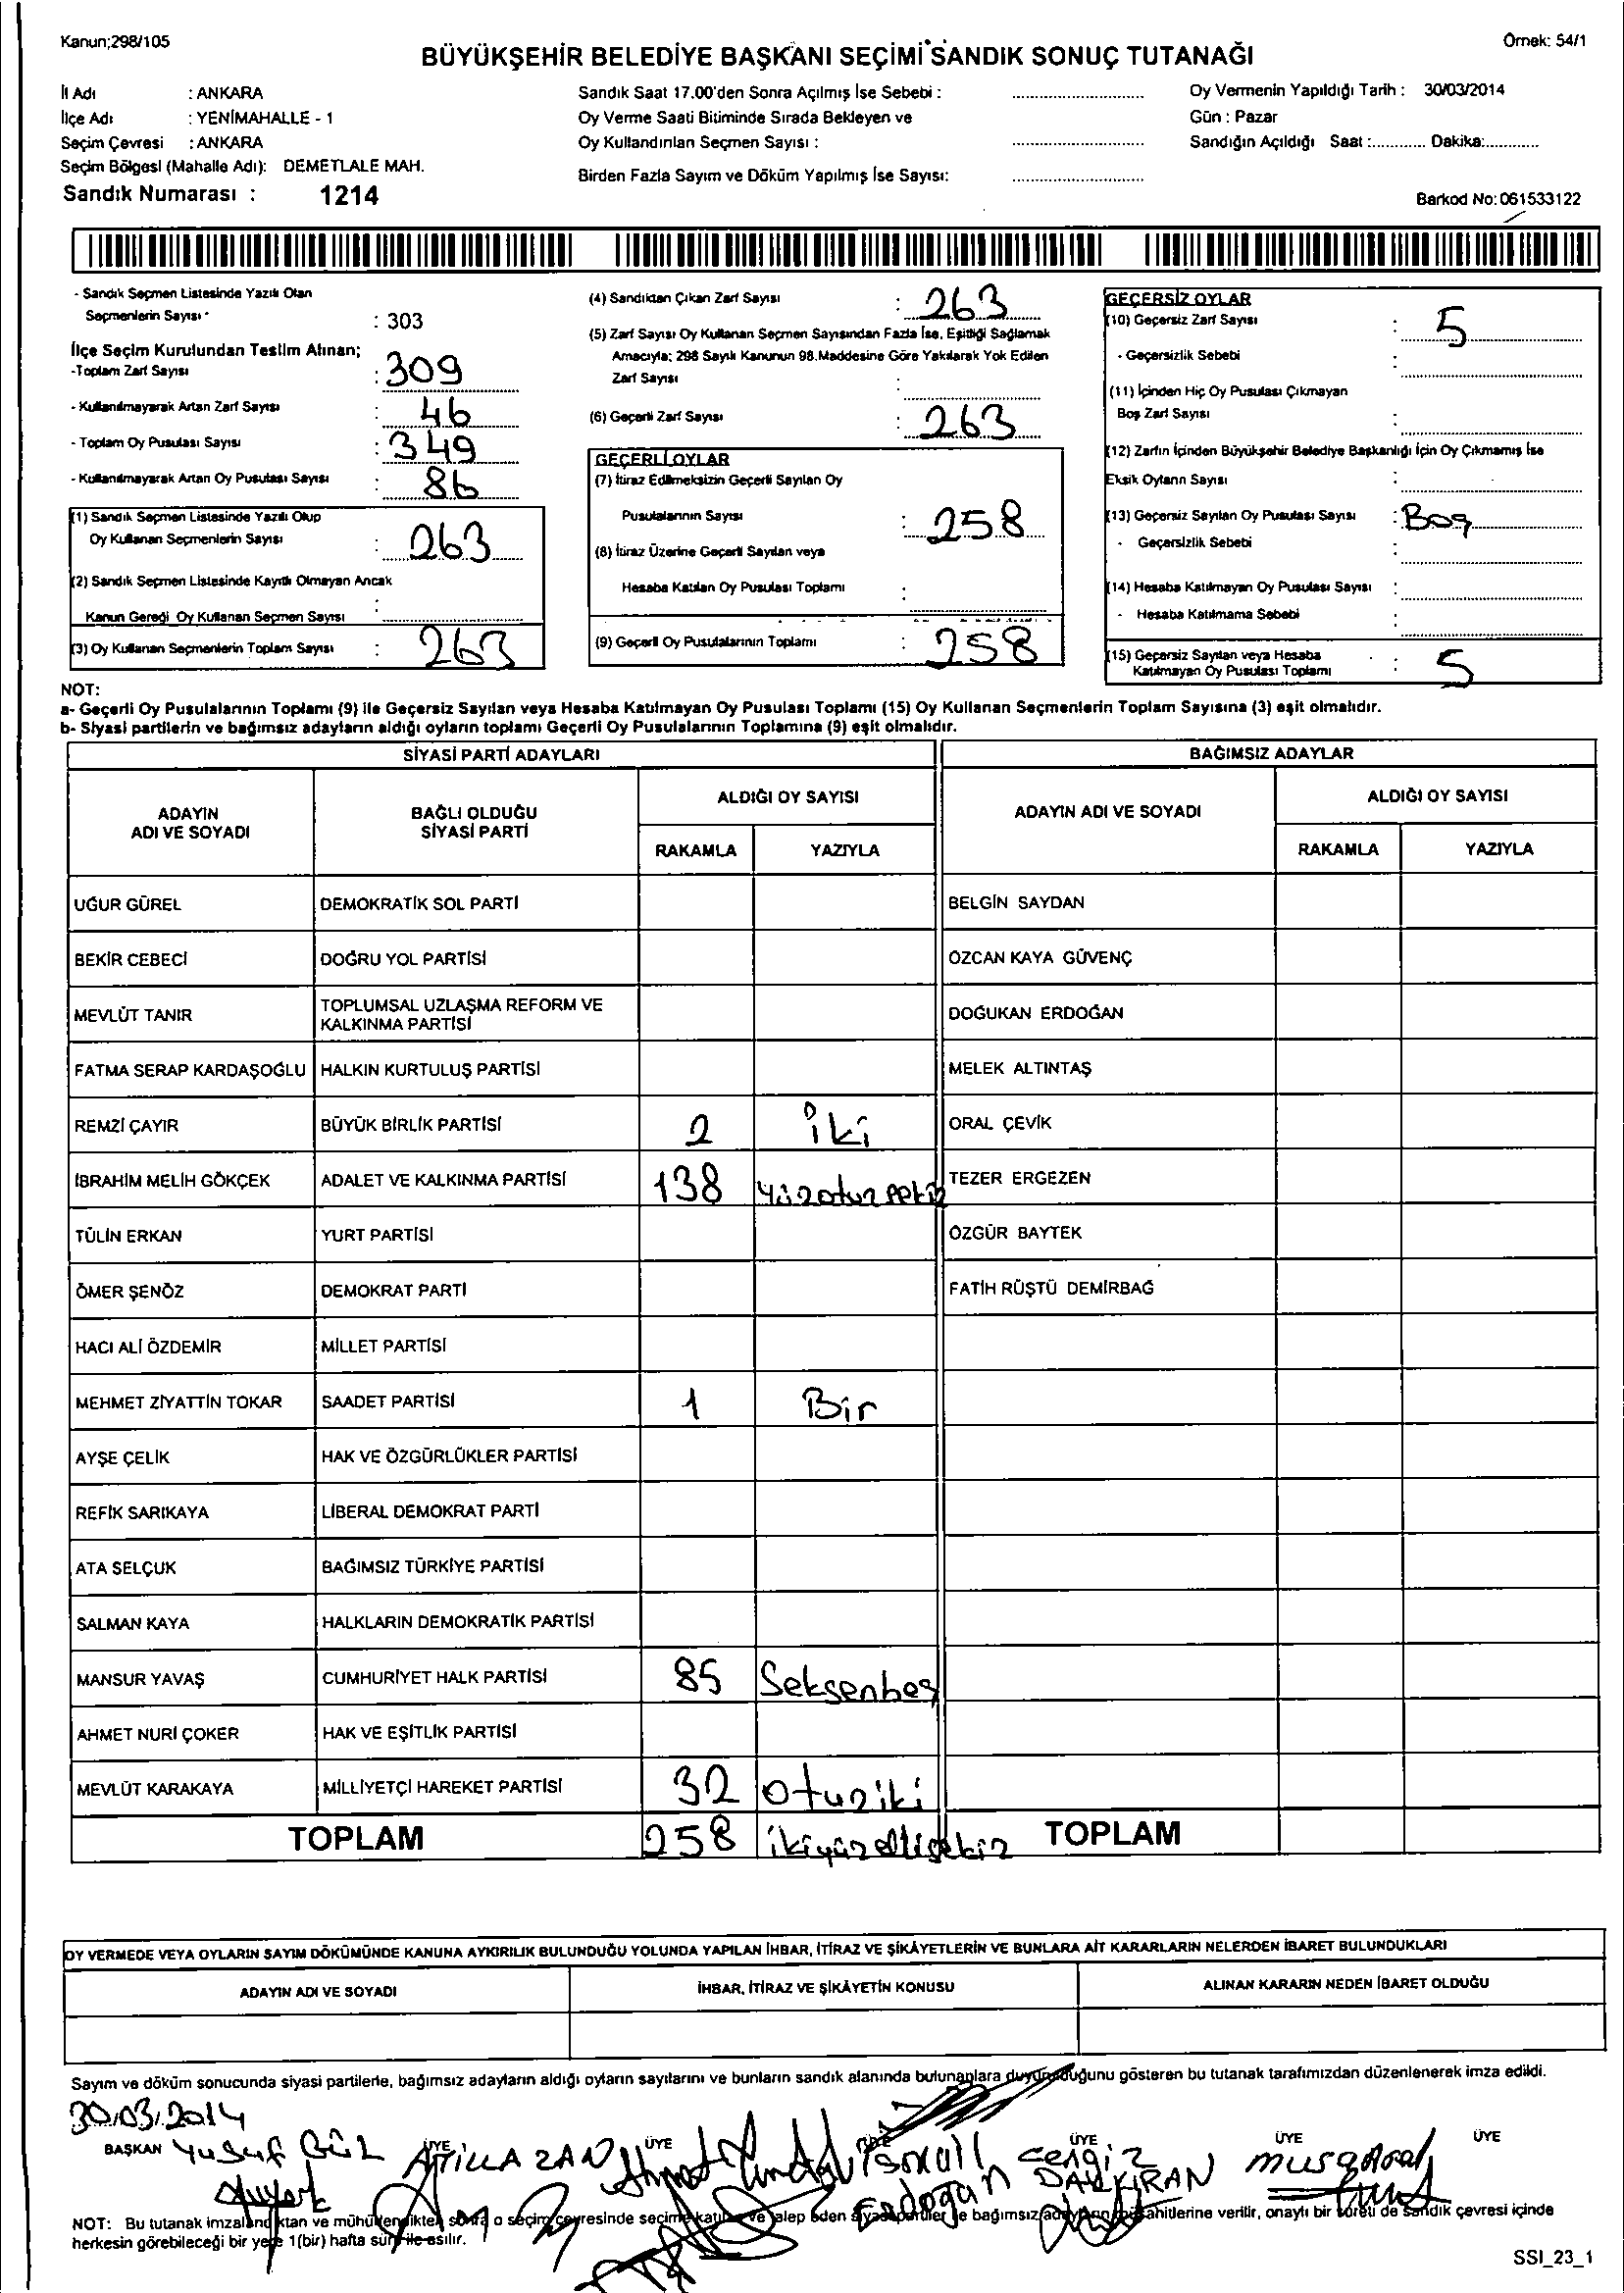 Kanun;298/105
Örnek: 54/1
BÜYÜKŞEHİR BELEDİYE BAŞKANI SEÇİMİ SANDIK SONUÇ TUTANAĞI
İl Adı : ANKARA
İlçe Adı : YENİMAHALLE - 1
Seçim Çevresi : ANKARA
Seçim Bölgesi (Mahalle Adı): DEMETLALE MAH.
Sandık Numarası : 1214
Sandık Saat 17.00'den Sonra Açılmış İse Sebebi : ............................
Oy Verme Saati Bitiminde Sırada Bekleyen ve
Oy Kullandırılan Seçmen Sayısı : ............................
Birden Fazla Sayım ve Döküm Yapılmış İse Sayısı: ............................
Oy Vermenin Yapıldığı Tarih : 30/03/2014
Gün : Pazar
Sandığın Açıldığı Saat :............ Dakika:............
Barkod No: 061533122
- Sandık Seçmen Listesinde Yazılı Olan
Seçmenlerin Sayısı : 303
İlçe Seçim Kurulundan Teslim Alınan;
-Toplam Zarf Sayısı : 309
- Kullanılmayarak Artan Zarf Sayısı : 46
- Toplam Oy Pusulası Sayısı : 349
- Kullanılmayarak Artan Oy Pusulası Sayısı : 86
(1) Sandık Seçmen Listesinde Yazılı Olup
Oy Kullanan Seçmenlerin Sayısı : 263
(2) Sandık Seçmen Listesinde Kayıtlı Olmayan Ancak
Kanun Gereği Oy Kullanan Seçmen Sayısı :
(3) Oy Kullanan Seçmenlerin Toplam Sayısı : 263
(4) Sandıktan Çıkan Zarf Sayısı : 263
(5) Zarf Sayısı Oy Kullanan Seçmen Sayısından Fazla İse, Eşitliği Sağlamak
Amacıyla; 298 Sayılı Kanunun 98.Maddesine Göre Yakılarak Yok Edilen
Zarf Sayısı :
(6) Geçerli Zarf Sayısı : 263
GEÇERLİ OYLAR
(7) İtiraz Edilmeksizin Geçerli Sayılan Oy
Pusulalarının Sayısı : 258
(8) İtiraz Üzerine Geçerli Sayılan veya
Hesaba Katılan Oy Pusulası Toplamı :
(9) Geçerli Oy Pusulalarının Toplamı : 258
GEÇERSİZ OYLAR
(10) Geçersiz Zarf Sayısı : 5
- Geçersizlik Sebebi :
(11) İçinden Hiç Oy Pusulası Çıkmayan
Boş Zarf Sayısı :
(12) Zarfın İçinden Büyükşehir Belediye Başkanlığı İçin Oy Çıkmamış İse
Eksik Oyların Sayısı :
(13) Geçersiz Sayılan Oy Pusulası Sayısı : Boş
- Geçersizlik Sebebi :
(14) Hesaba Katılmayan Oy Pusulası Sayısı :
- Hesaba Katılmama Sebebi :
(15) Geçersiz Sayılan veya Hesaba
Katılmayan Oy Pusulası Toplamı : 5
NOT:
a- Geçerli Oy Pusulalarının Toplamı (9) ile Geçersiz Sayılan veya Hesaba Katılmayan Oy Pusulası Toplamı (15) Oy Kullanan Seçmenlerin Toplam Sayısına (3) eşit olmalıdır.
b- Siyasi partilerin ve bağımsız adayların aldığı oyların toplamı Geçerli Oy Pusulalarının Toplamına (9) eşit olmalıdır.
SİYASİ PARTİ ADAYLARI BAĞIMSIZ ADAYLAR
ADAYIN ADI VE SOYADI BAĞLI OLDUĞU SİYASİ PARTİ ALDIĞI OY SAYISI ADAYIN ADI VE SOYADI ALDIĞI OY SAYISI
RAKAMLA YAZIYLA RAKAMLA YAZIYLA
UĞUR GÜREL DEMOKRATİK SOL PARTİ BELGİN SAYDAN
BEKİR CEBECİ DOĞRU YOL PARTİSİ ÖZCAN KAYA GÜVENÇ
MEVLÜT TANIR TOPLUMSAL UZLAŞMA REFORM VE KALKINMA PARTİSİ DOĞUKAN ERDOĞAN
FATMA SERAP KARDAŞOĞLU HALKIN KURTULUŞ PARTİSİ MELEK ALTINTAŞ
REMZİ ÇAYIR BÜYÜK BİRLİK PARTİSİ 2 iki ORAL ÇEVİK
İBRAHİM MELİH GÖKÇEK ADALET VE KALKINMA PARTİSİ 138 yüzotuzsekiz TEZER ERGEZEN
TÜLİN ERKAN YURT PARTİSİ ÖZGÜR BAYTEK
ÖMER ŞENÖZ DEMOKRAT PARTİ FATİH RÜŞTÜ DEMİRBAĞ
HACI ALİ ÖZDEMİR MİLLET PARTİSİ
MEHMET ZİYATTİN TOKAR SAADET PARTİSİ 1 Bir
AYŞE ÇELİK HAK VE ÖZGÜRLÜKLER PARTİSİ
REFİK SARIKAYA LİBERAL DEMOKRAT PARTİ
ATA SELÇUK BAĞIMSIZ TÜRKİYE PARTİSİ
SALMAN KAYA HALKLARIN DEMOKRATİK PARTİSİ
MANSUR YAVAŞ CUMHURİYET HALK PARTİSİ 85 Seksenbeş
AHMET NURİ ÇOKER HAK VE EŞİTLİK PARTİSİ
MEVLÜT KARAKAYA MİLLİYETÇİ HAREKET PARTİSİ 32 otuziki
TOPLAM 258 ikiyüzellisekiz TOPLAM
OY VERMEDE VEYA OYLARIN SAYIM DÖKÜMÜNDE KANUNA AYKIRILIK BULUNDUĞU YOLUNDA YAPILAN İHBAR, İTİRAZ VE ŞİKÂYETLERİN VE BUNLARA AİT KARARLARIN NELERDEN İBARET BULUNDUKLARI
ADAYIN ADI VE SOYADI İHBAR, İTİRAZ VE ŞİKÂYETİN KONUSU ALINAN KARARIN NEDEN İBARET OLDUĞU
Sayım ve döküm sonucunda siyasi partilerle, bağımsız adayların aldığı oyların sayılarını ve bunların sandık alanında bulunanlara duyurulduğunu gösteren bu tutanak tarafımızdan düzenlenerek imza edildi.
30.03.2014
BAŞKAN ÜYE ÜYE ÜYE ÜYE ÜYE ÜYE
Yusuf GÜL ATİLLA ZAN Ahmet Erdoğan Cengiz DALKIRAN
NOT: Bu tutanak imzalandıktan ve mühürlendikten sonra o seçim çevresinde seçime katılan ve talep eden siyasi partiler ile bağımsız adayların müşahitlerine verilir, onaylı bir sureti de sandık çevresi içinde
herkesin görebileceği bir yere 1(bir) hafta süre ile asılır.
SSI_23_1